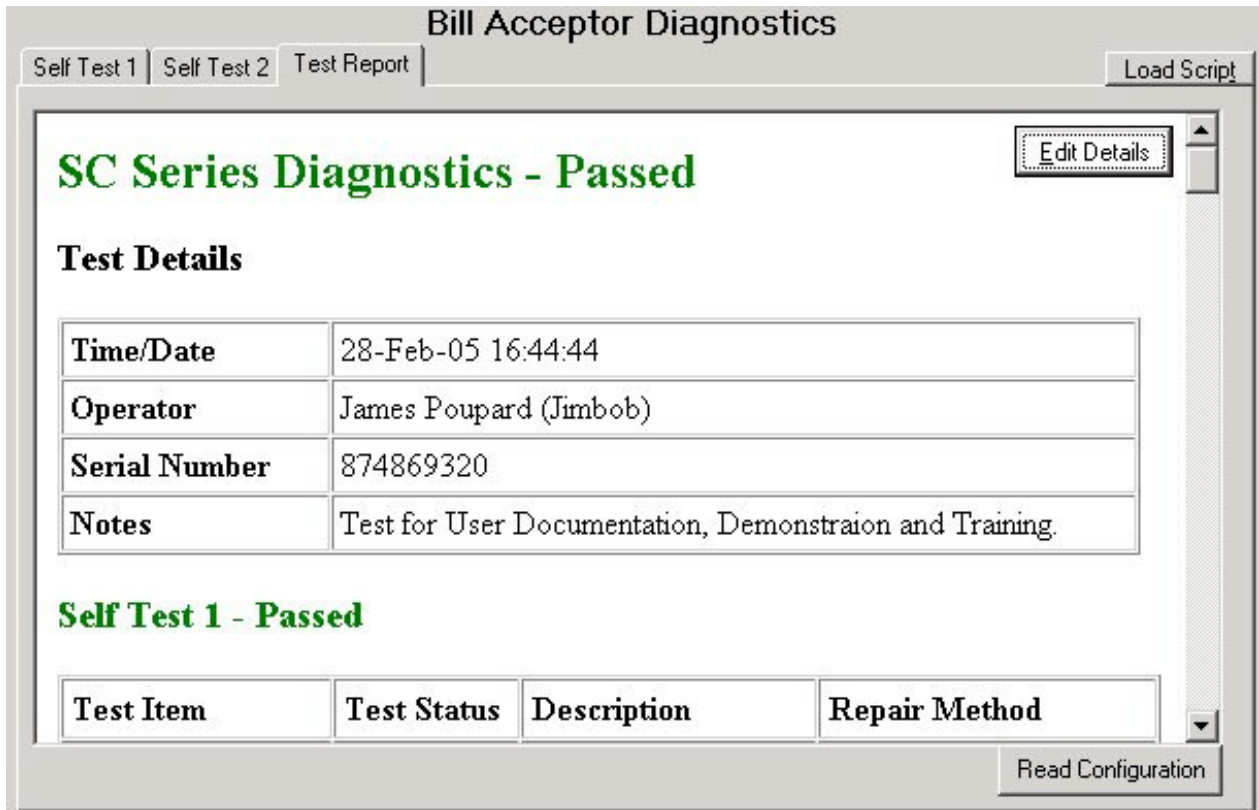 Bill Acceptor Diagnostics
Self Test 1 Self Test 2 Test Report Load Script
Edit Details
SC Series Diagnostics - Passed
Test Details
Time/Date 28-Feb-05 16:44:44
Operator James Poupard (Jimbob)
Serial Number 874869320
Notes Test for User Documentation, Demonstraion and Training.
Self Test 1 - Passed
Test Item Test Status Description Repair Method
Read Configuration